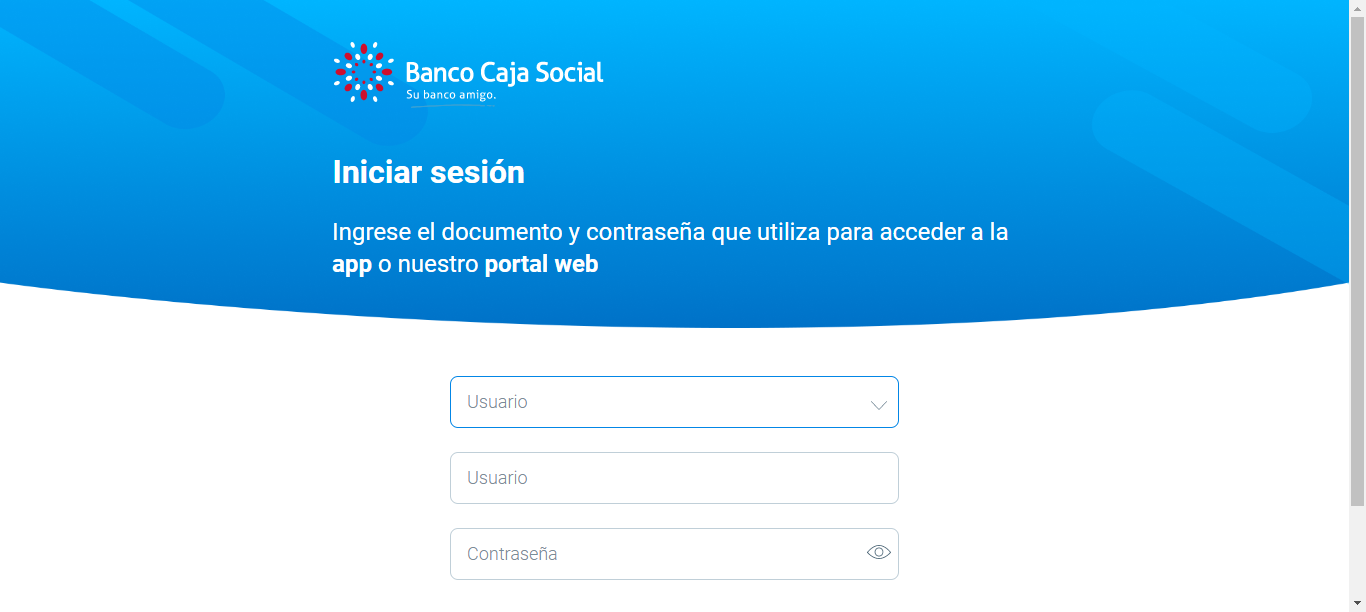 Banco Caja Social
Su banco amigo.
Iniciar sesión
Ingrese el documento y contraseña que utiliza para acceder a la
app o nuestro portal web
Usuario
Usuario
Contraseña